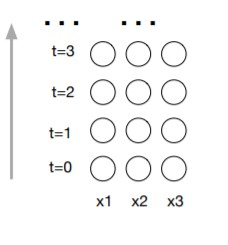 ... ...
t=3
t=2
t=1
t=0
x1 x2 x3